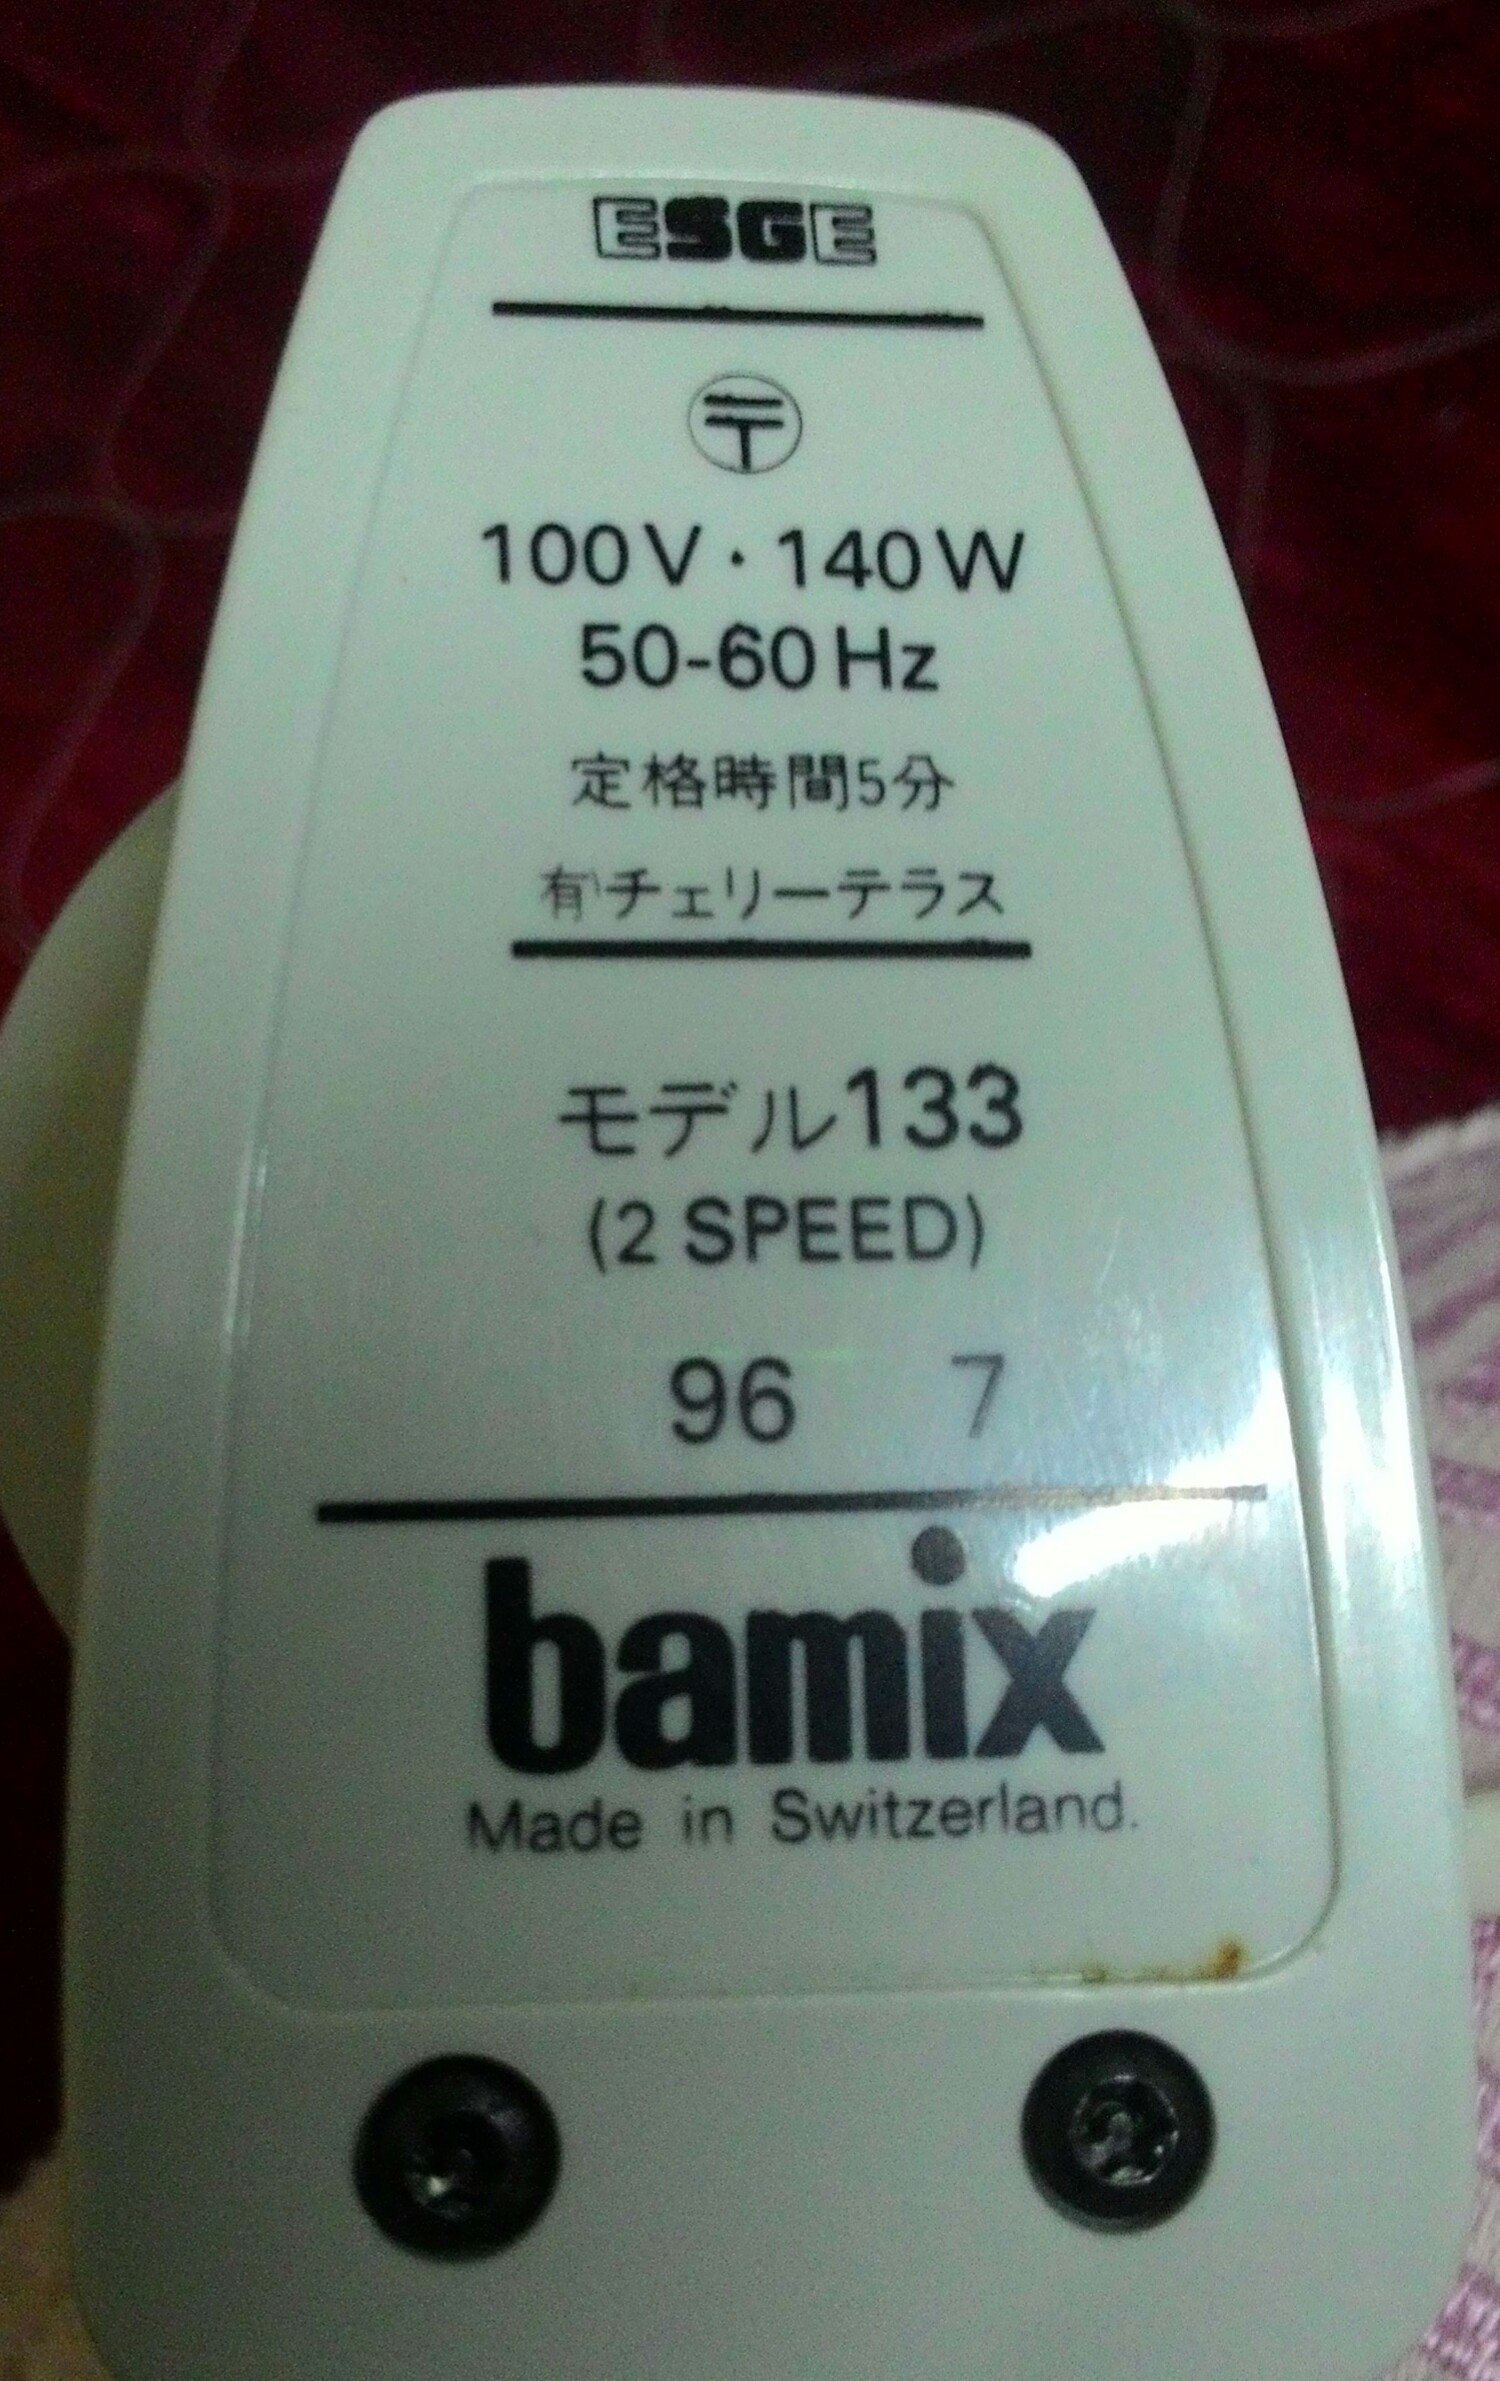 ESGE
〒
100V・140W
50-60Hz
定格時間5分
有)チェリーテラス
モデル133
(2 SPEED)
96 7
bamix
Made in Switzerland.